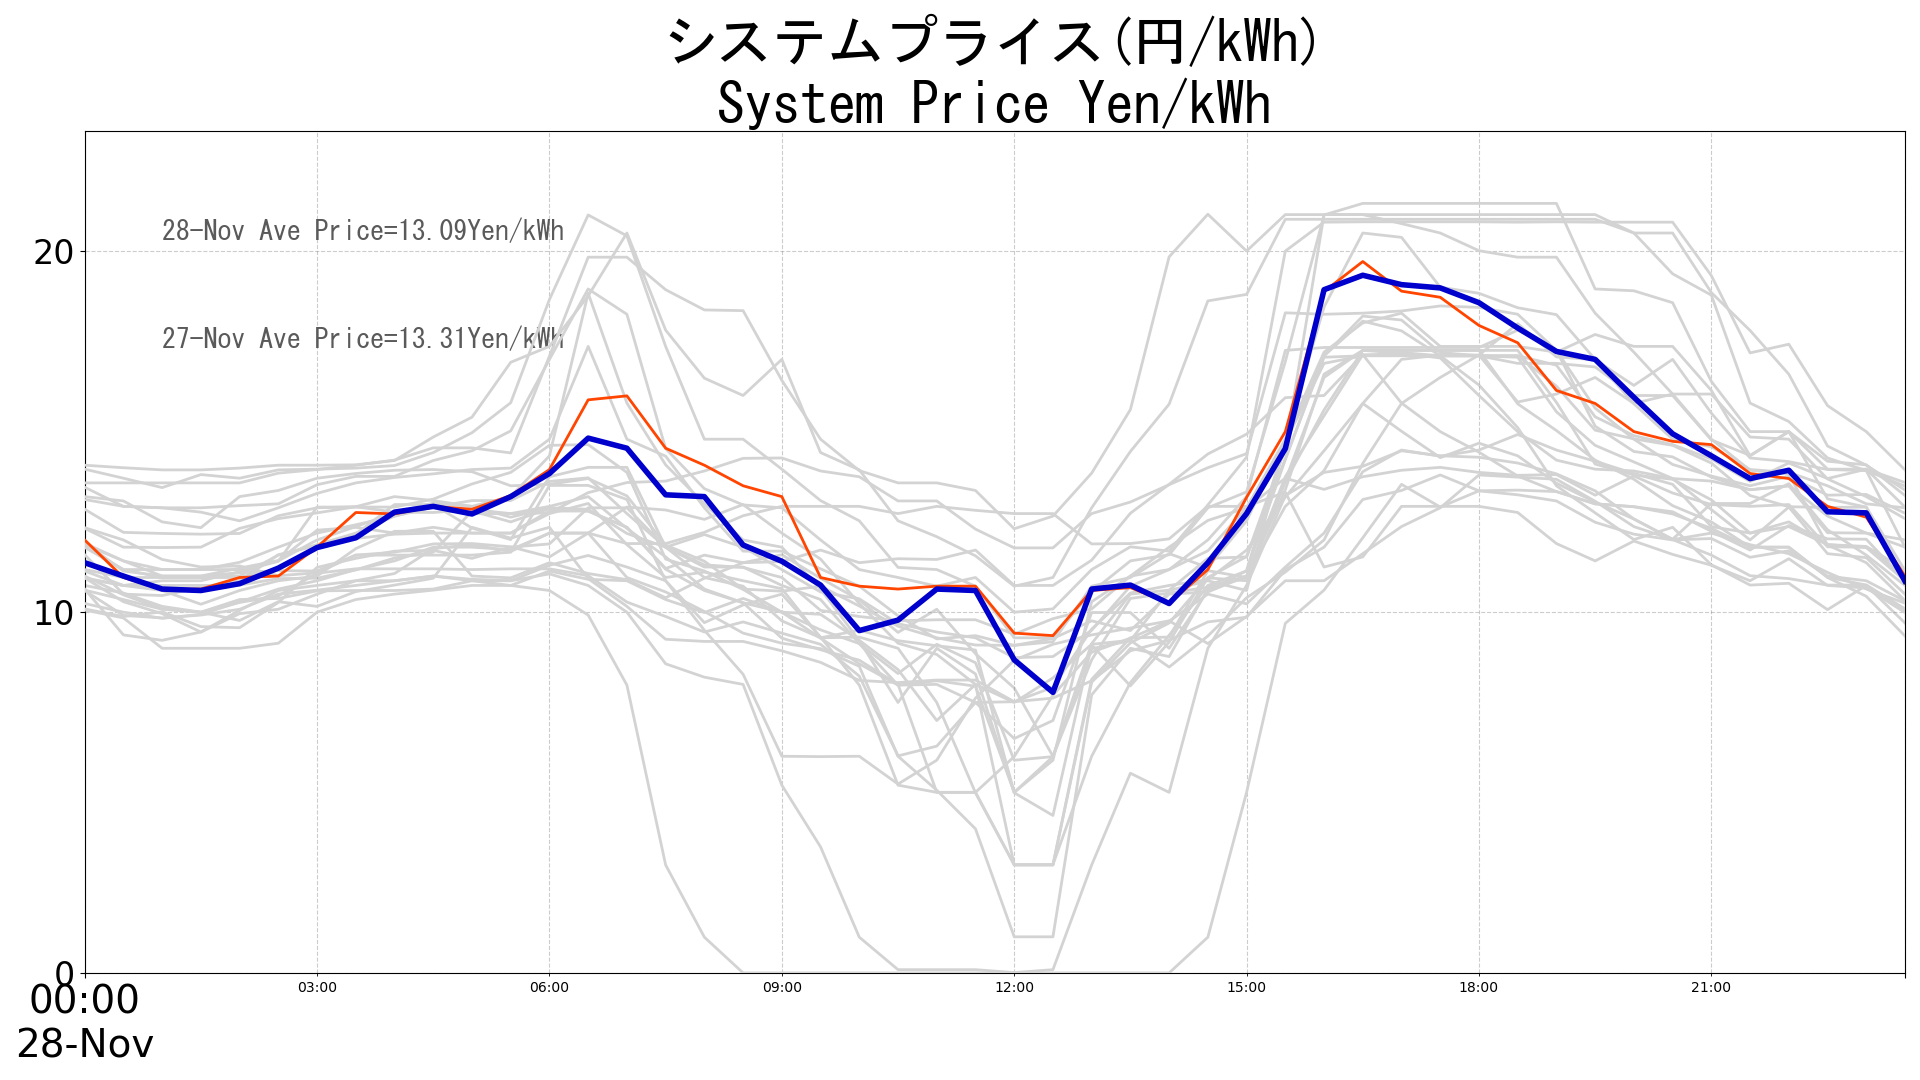 システムプライス(円/kWh)
System Price Yen/kWh
28-Nov Ave Price=13.09Yen/kWh
27-Nov Ave Price=13.31Yen/kWh
20
10
0
00:00
03:00
06:00
09:00
12:00
15:00
18:00
21:00
28-Nov